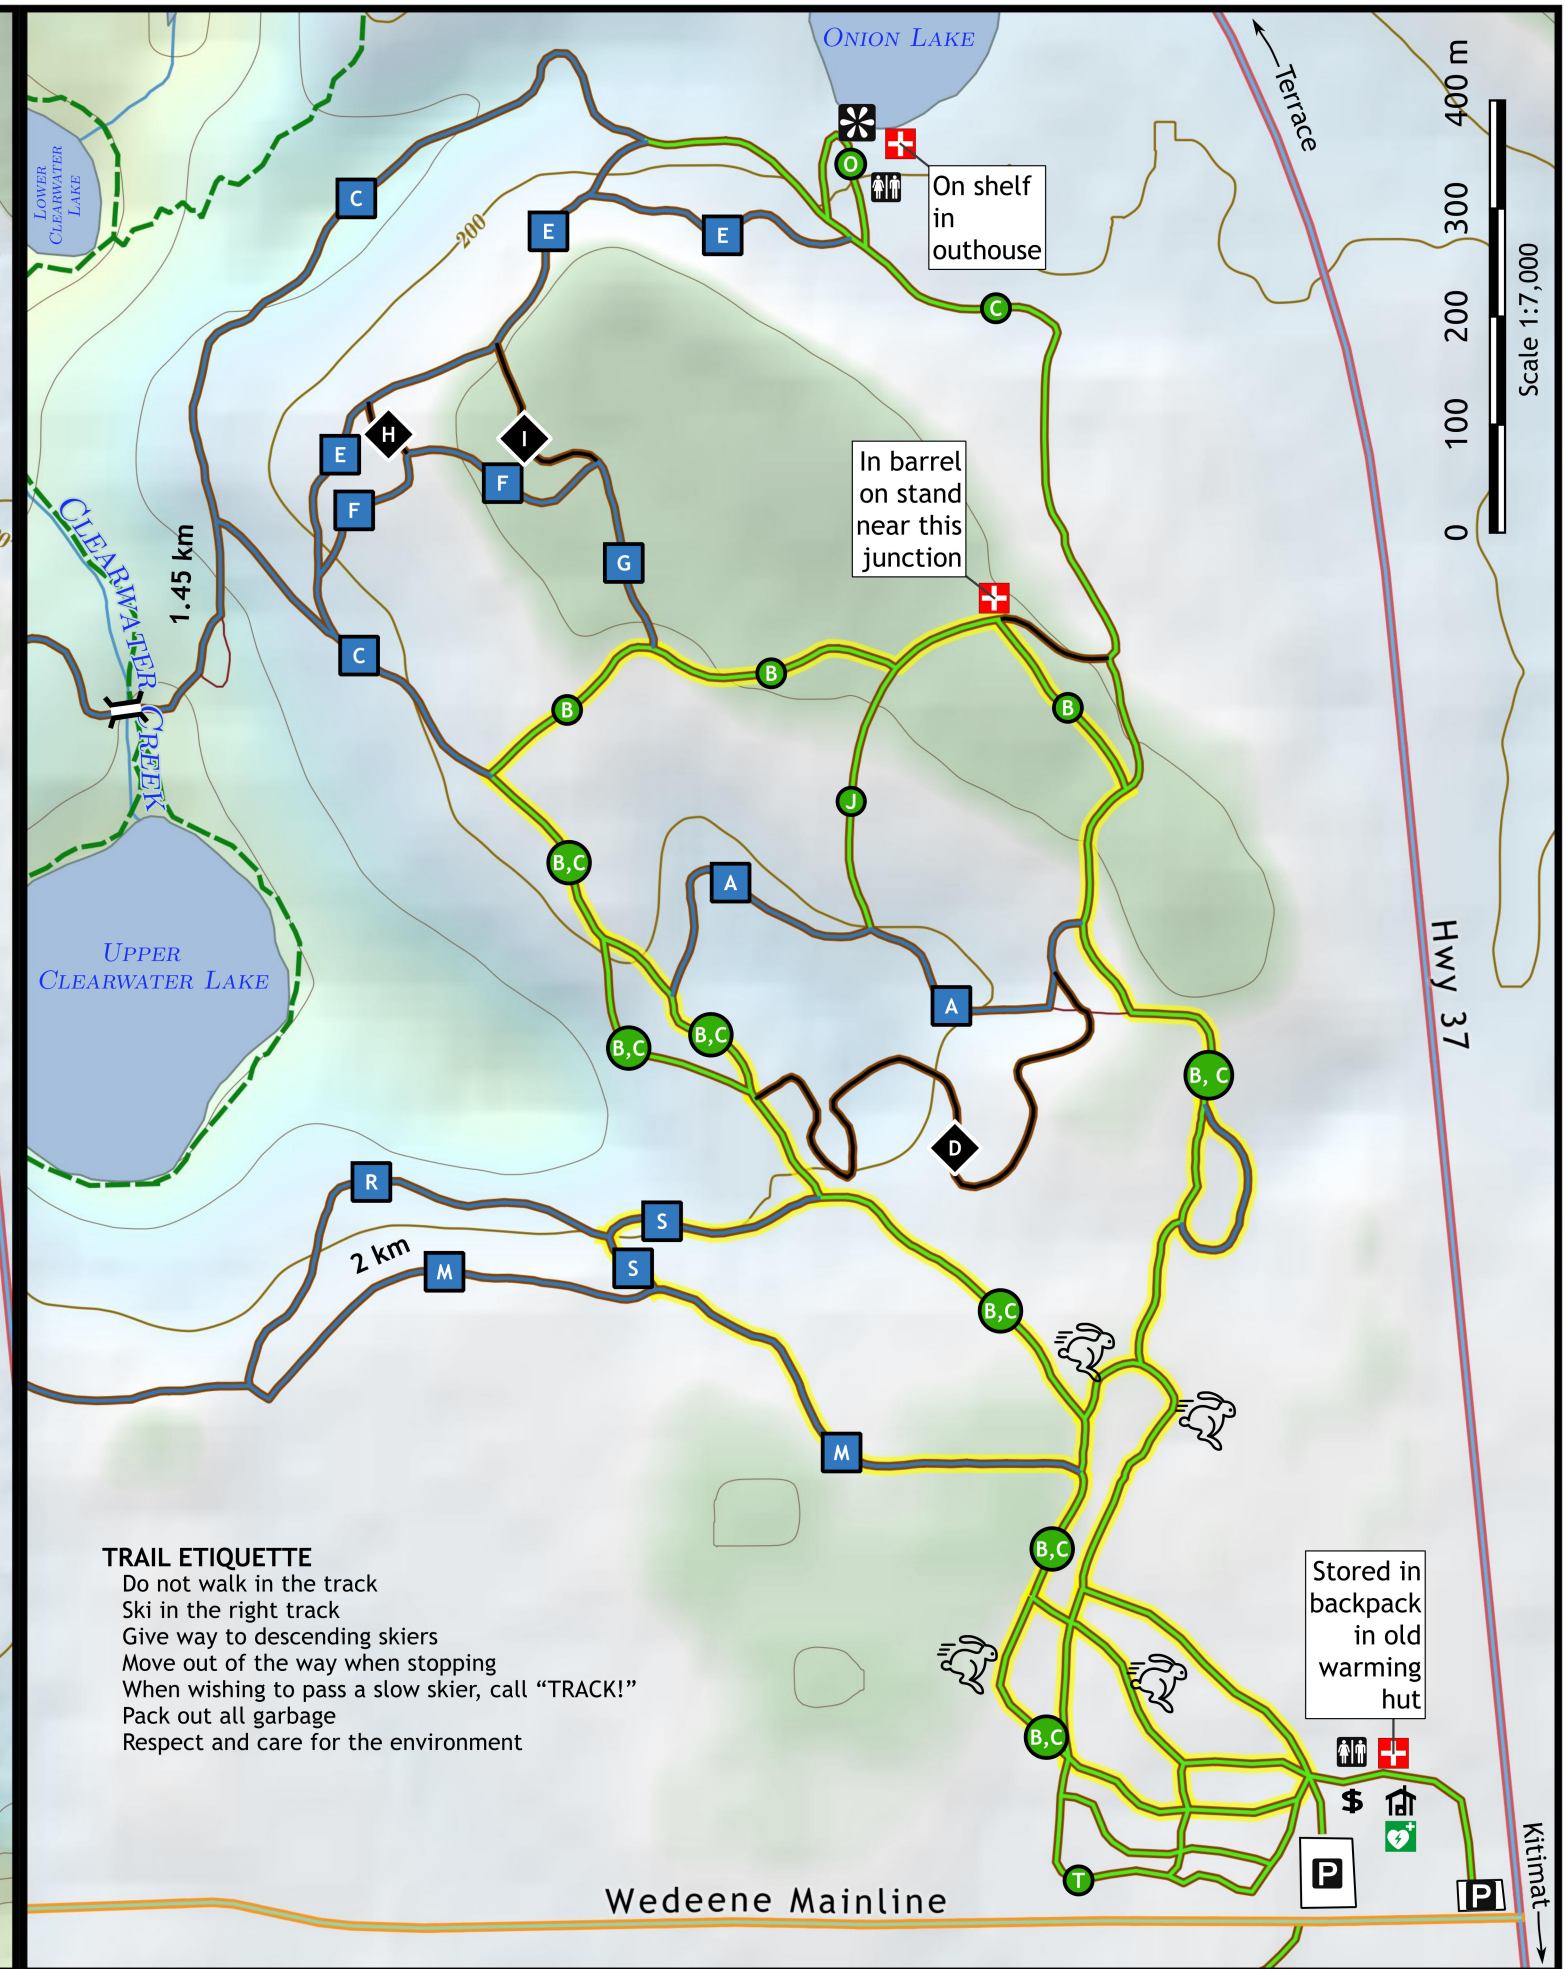 ONION LAKE
Terrace
LOWER
CLEARWATER
LAKE
C
O
On shelf
in
outhouse
E
E
200
C
400 m
300
200
100
0
Scale 1:7,000
H
I
E
F
F
In barrel
on stand
near this
junction
G
1.45 km
CLEARWATER CREEK
C
B
B
B
J
B,C
A
A
UPPER
CLEARWATER LAKE
Hwy 37
B,C
B,C
B, C
D
R
S
S
2 km
M
B,C
M
B,C
TRAIL ETIQUETTE
Do not walk in the track
Ski in the right track
Give way to descending skiers
Move out of the way when stopping
When wishing to pass a slow skier, call “TRACK!”
Pack out all garbage
Respect and care for the environment
Stored in
backpack
in old
warming
hut
B,C
$
T
P
P
Kitimat
Wedeene Mainline